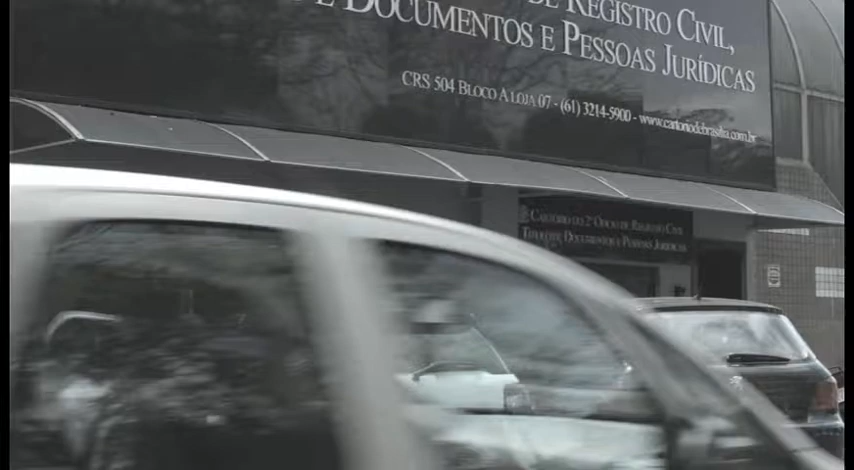 DE REGISTRO CIVIL,
DOCUMENTOS E PESSOAS JURÍDICAS
CRS 504 BLOCO A LOJA 07 - (61) 3214-5900 - www.cartoriodebrasilia.com.br
CARTÓRIO DO 2º OFÍCIO DE REGISTRO CIVIL
TÍTULOS, DOCUMENTOS E PESSOAS JURÍDICAS